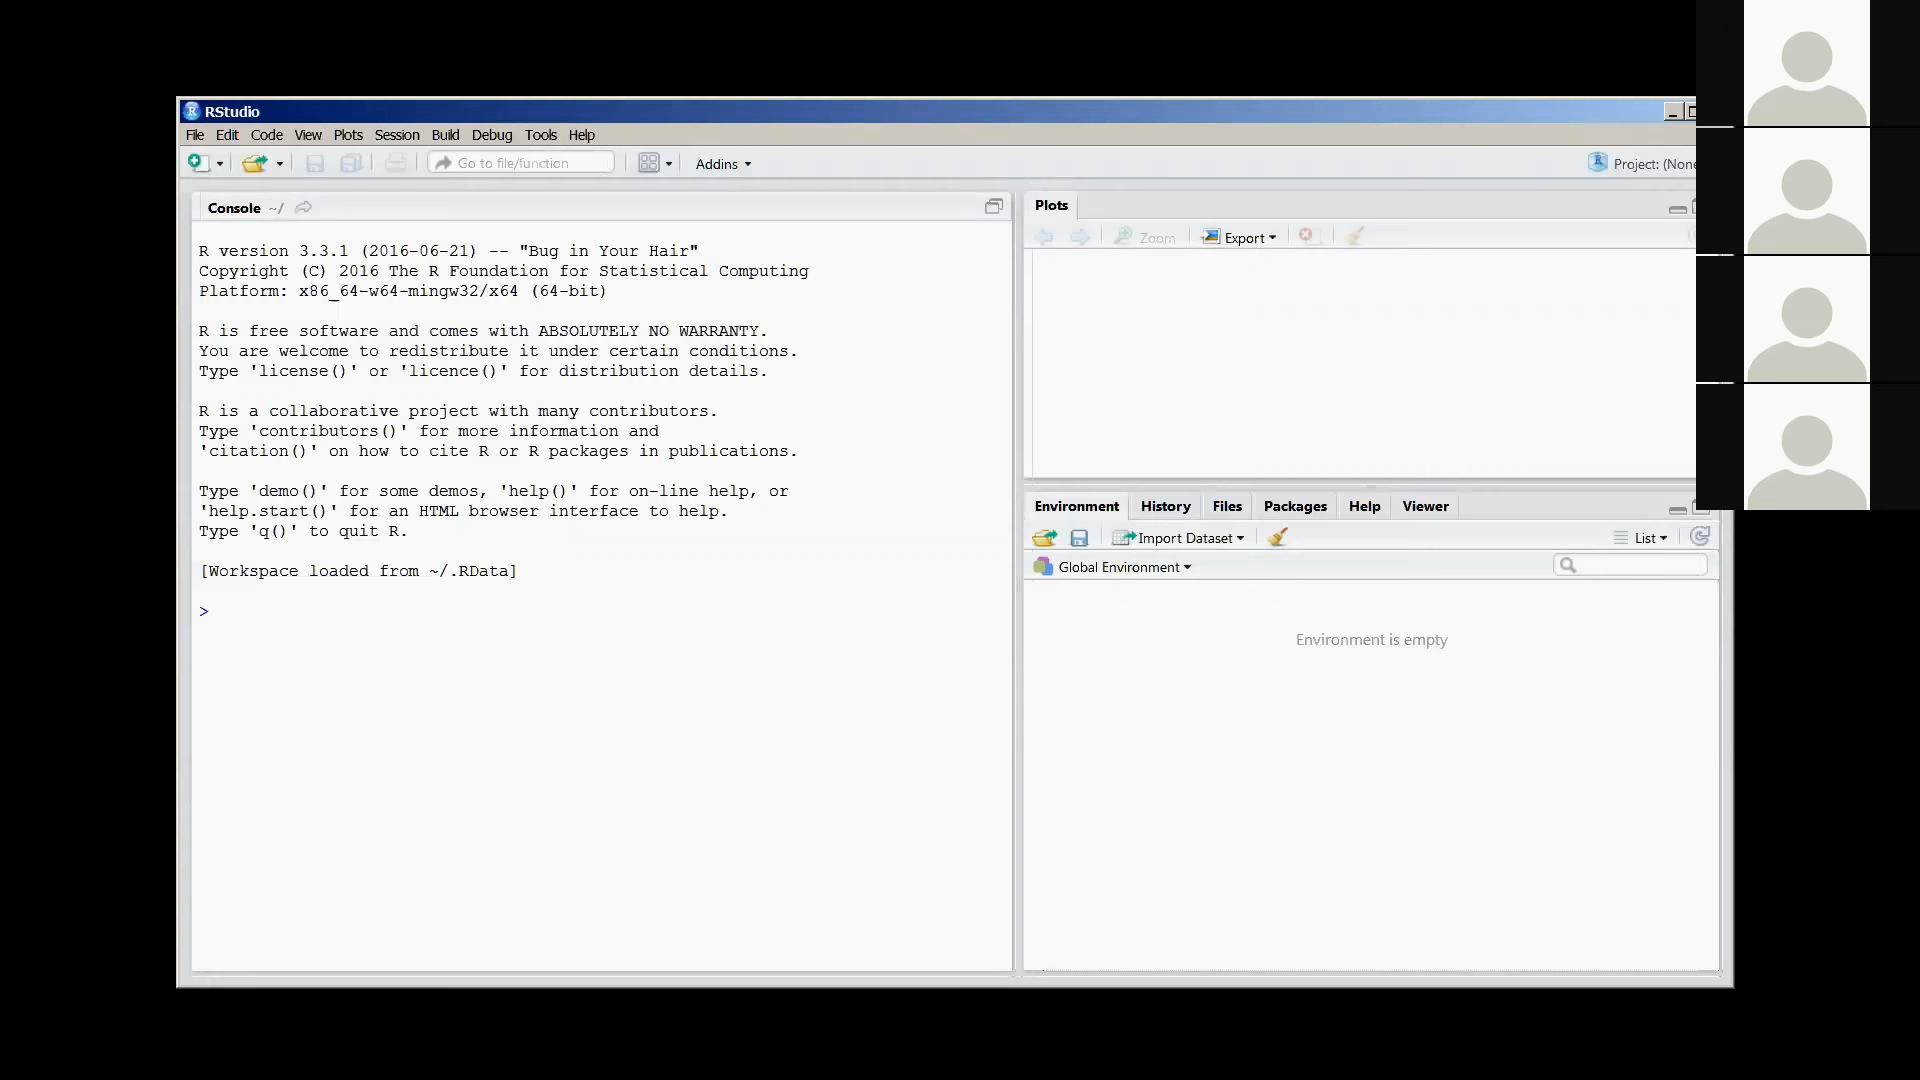 RStudio
File Edit Code View Plots Session Build Debug Tools Help
Go to file/function Addins Project: (None
Console ~/
R version 3.3.1 (2016-06-21) -- "Bug in Your Hair"
Copyright (C) 2016 The R Foundation for Statistical Computing
Platform: x86_64-w64-mingw32/x64 (64-bit)
R is free software and comes with ABSOLUTELY NO WARRANTY.
You are welcome to redistribute it under certain conditions.
Type 'license()' or 'licence()' for distribution details.
R is a collaborative project with many contributors.
Type 'contributors()' for more information and
'citation()' on how to cite R or R packages in publications.
Type 'demo()' for some demos, 'help()' for on-line help, or
'help.start()' for an HTML browser interface to help.
Type 'q()' to quit R.
[Workspace loaded from ~/.RData]
>
Plots
Zoom Export
Environment History Files Packages Help Viewer
Import Dataset List
Global Environment
Environment is empty